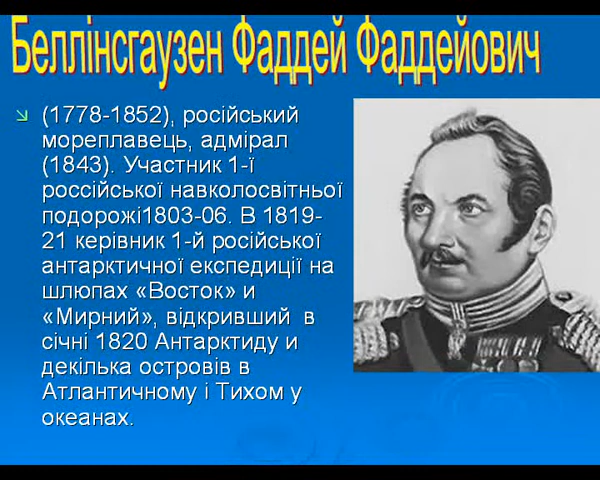 Беллінсгаузен Фаддей Фаддейович
(1778-1852), російський
мореплавець, адмірал
(1843). Участник 1-ї
россійської навколосвітньої
подорожі1803-06. В 1819-
21 керівник 1-й російської
антарктичної експедиції на
шлюпах «Восток» и
«Мирний», відкривший в
січні 1820 Антарктиду и
декілька островів в
Атлантичному і Тихом у
океанах.